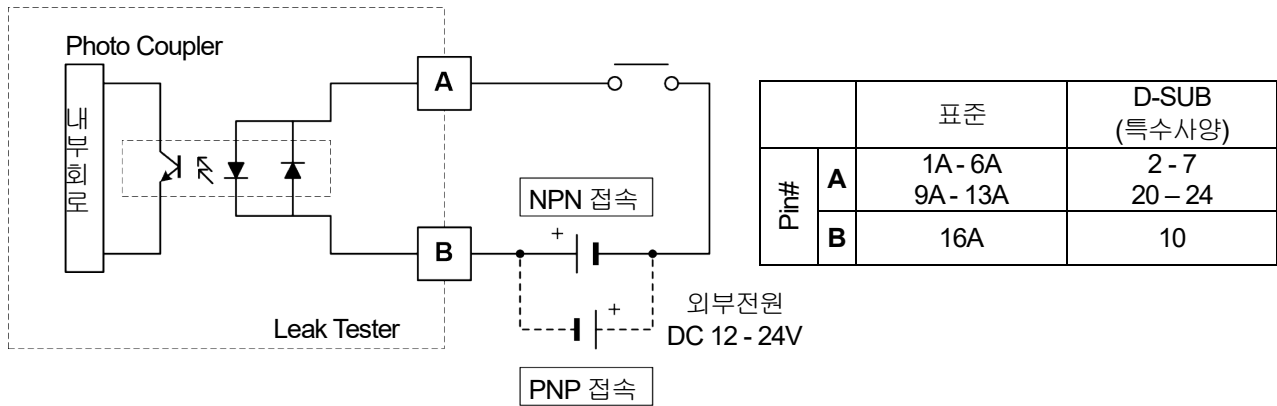 Photo Coupler
내부회로
A
B
Leak Tester
NPN 접속
+
+
외부전원
DC 12 - 24V
PNP 접속
표준 D-SUB
(특수사양)
Pin# A 1A - 6A 2 - 7
9A - 13A 20 – 24
B 16A 10